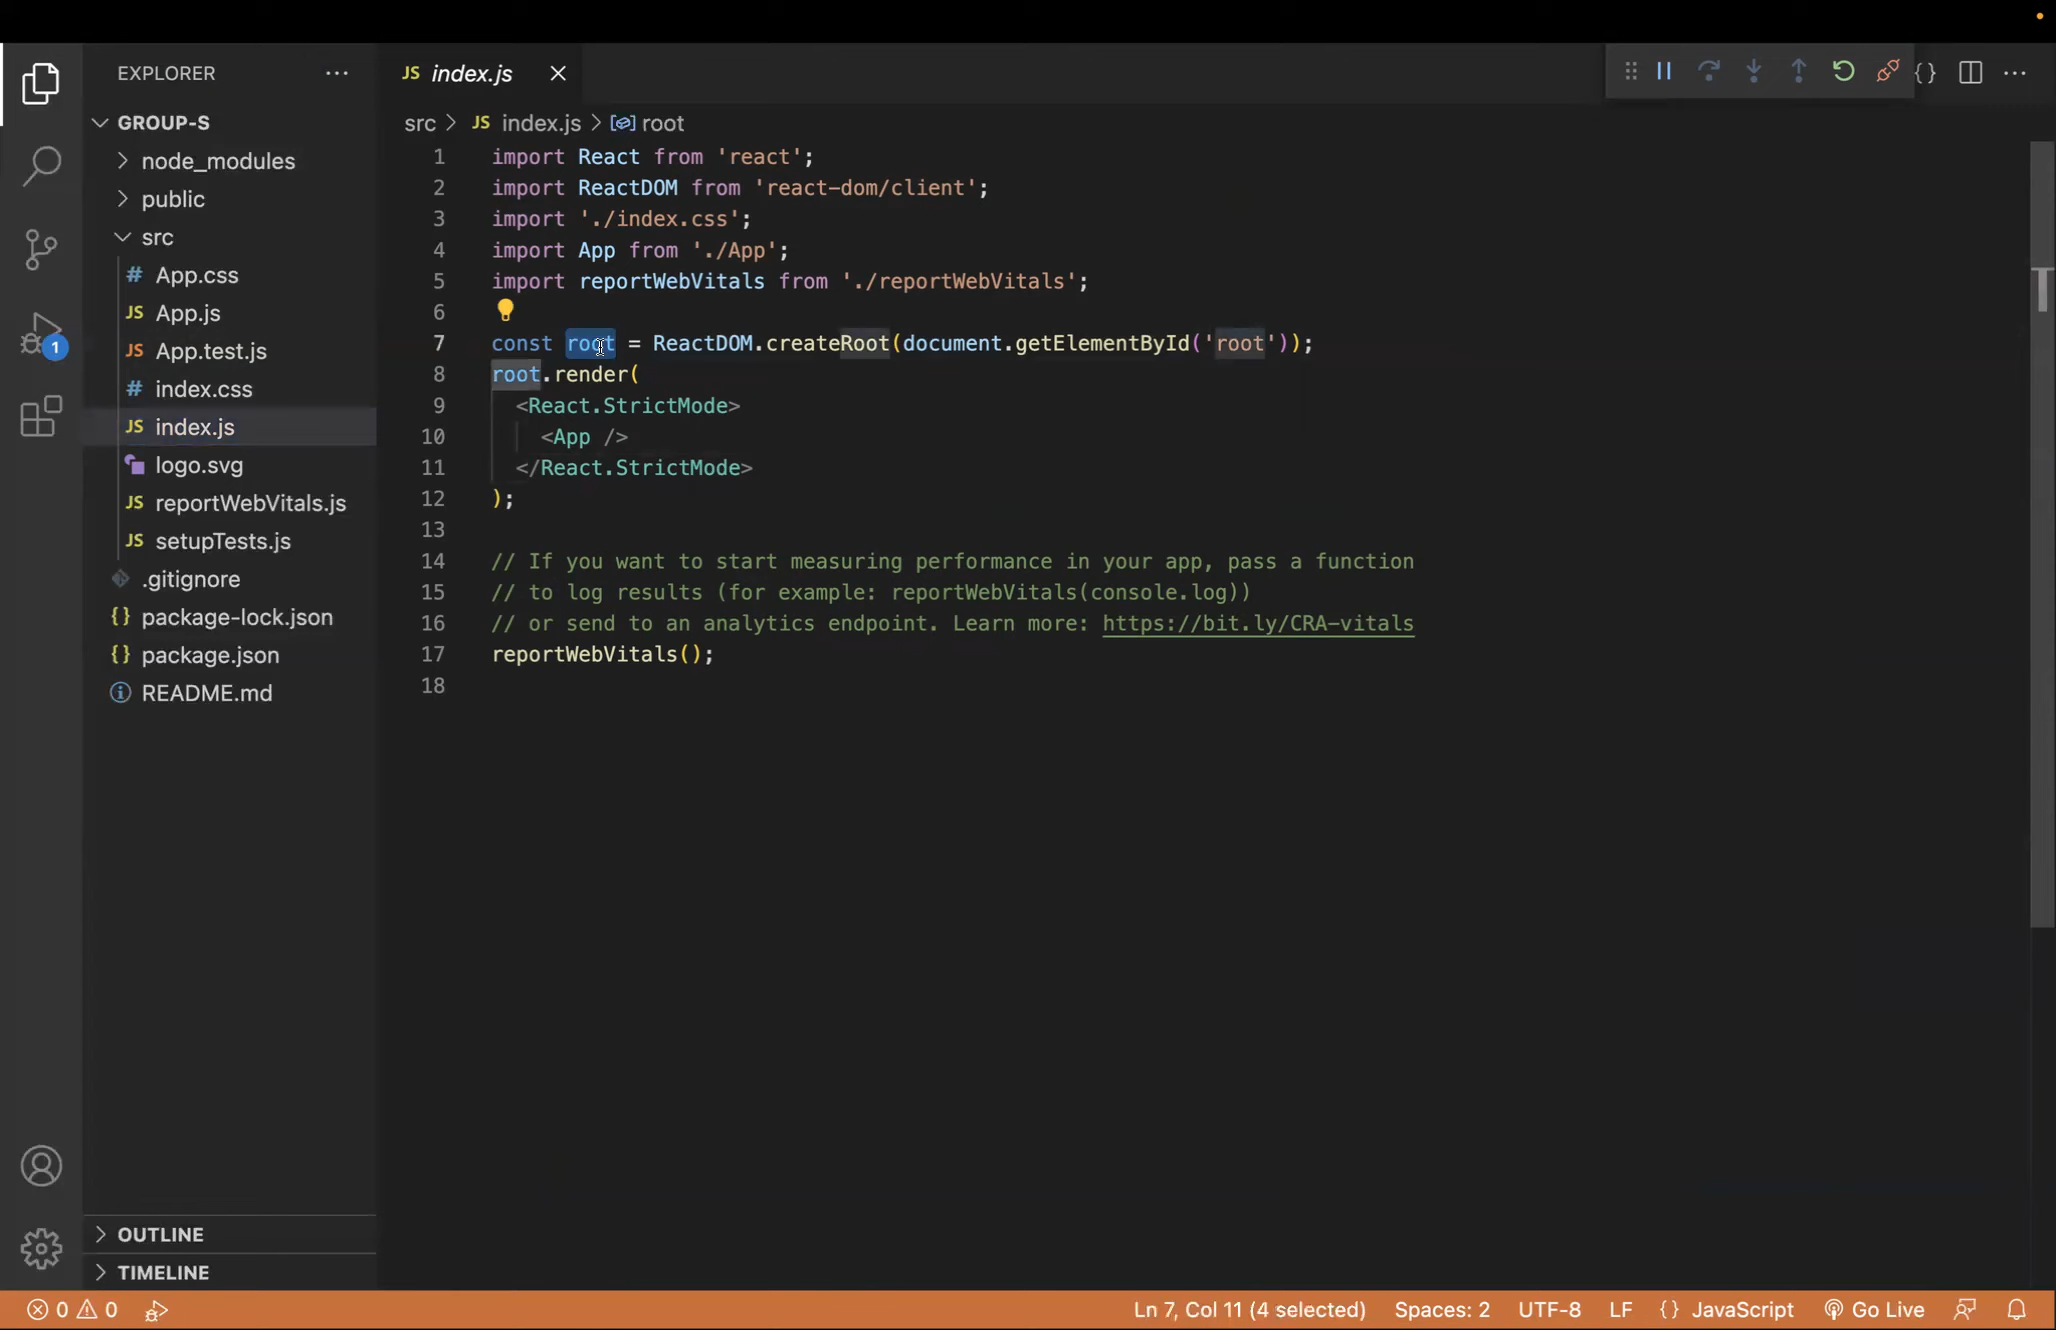 EXPLORER
GROUP-S
node_modules
public
src
# App.css
JS App.js
JS App.test.js
# index.css
JS index.js
logo.svg
JS reportWebVitals.js
JS setupTests.js
.gitignore
{} package-lock.json
{} package.json
README.md
OUTLINE
TIMELINE
1
JS index.js
src > JS index.js > root
1 import React from 'react';
2 import ReactDOM from 'react-dom/client';
3 import './index.css';
4 import App from './App';
5 import reportWebVitals from './reportWebVitals';
6
7 const root = ReactDOM.createRoot(document.getElementById('root'));
8 root.render(
9 <React.StrictMode>
10 <App />
11 </React.StrictMode>
12 );
13
14 // If you want to start measuring performance in your app, pass a function
15 // to log results (for example: reportWebVitals(console.log))
16 // or send to an analytics endpoint. Learn more: https://bit.ly/CRA-vitals
17 reportWebVitals();
18
0 0 Ln 7, Col 11 (4 selected) Spaces: 2 UTF-8 LF {} JavaScript Go Live